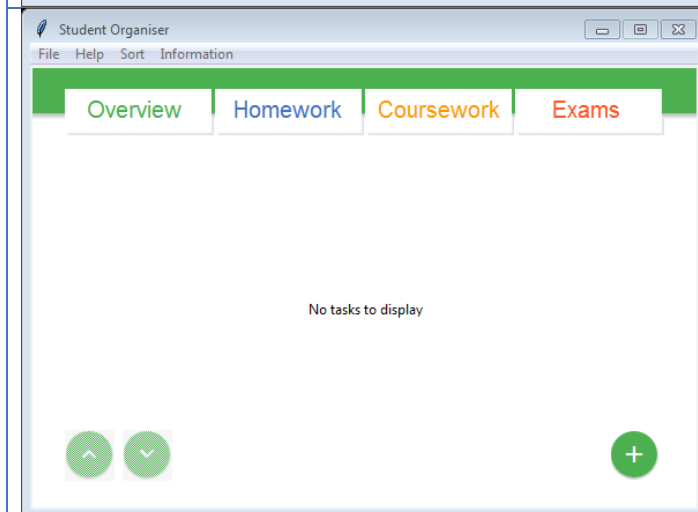 Student Organiser
File Help Sort Information
Overview Homework Coursework Exams
No tasks to display